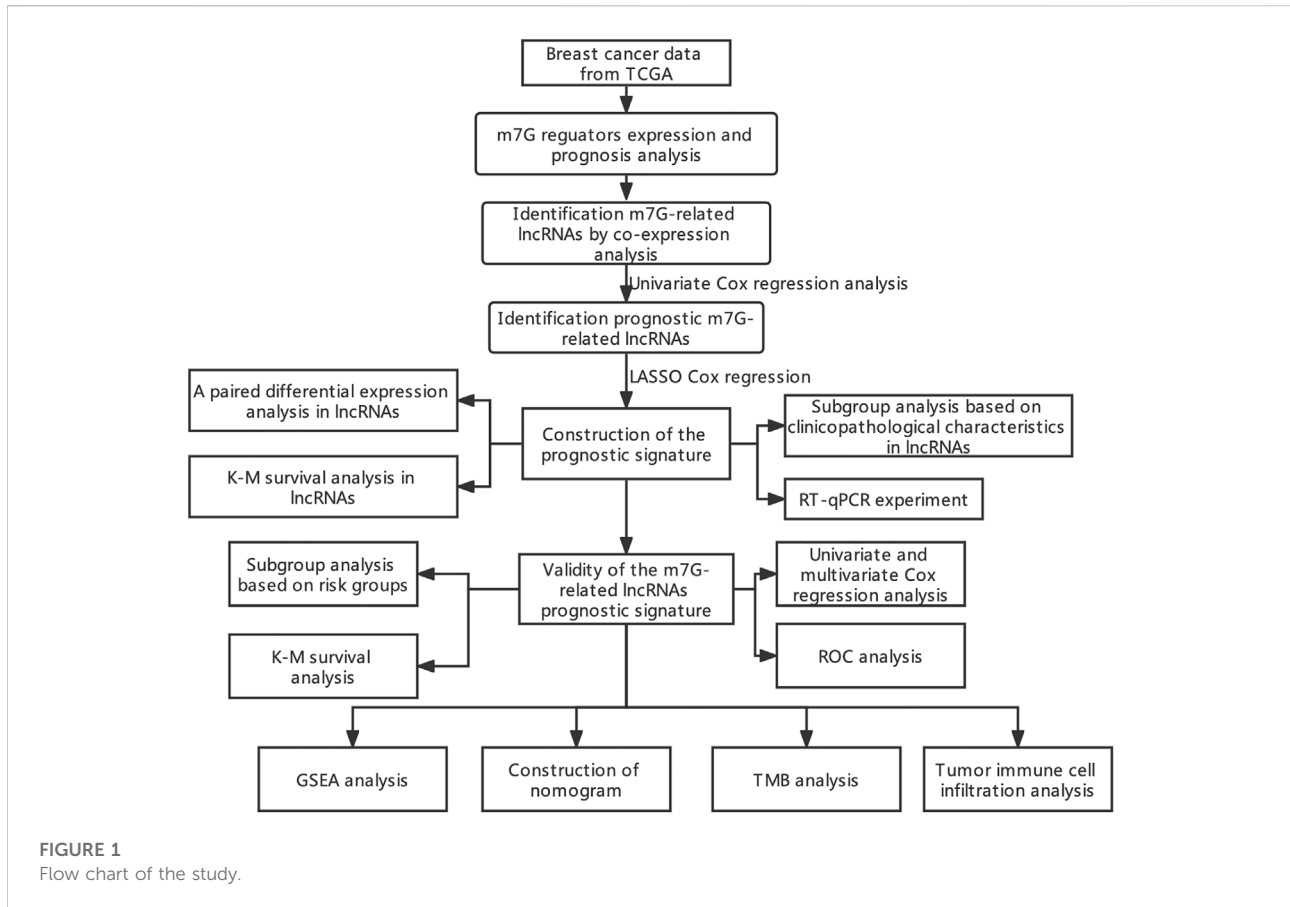 Breast cancer data
from TCGA
m7G reguators expression and
prognosis analysis
Identification m7G-related
lncRNAs by co-expression
analysis
Univariate Cox regression analysis
Identification prognostic m7G-
related lncRNAs
LASSO Cox regression
A paired differential expression
analysis in lncRNAs
K-M survival analysis in
lncRNAs
Construction of the
prognostic signature
Subgroup analysis based on
clinicopathological characteristics
in lncRNAs
RT-qPCR experiment
Subgroup analysis
based on risk groups
K-M survival
analysis
Validity of the m7G-
related lncRNAs
prognostic signature
Univariate and
multivariate Cox
regression analysis
ROC analysis
GSEA analysis
Construction of
nomogram
TMB analysis
Tumor immune cell
infiltration analysis
FIGURE 1
Flow chart of the study.